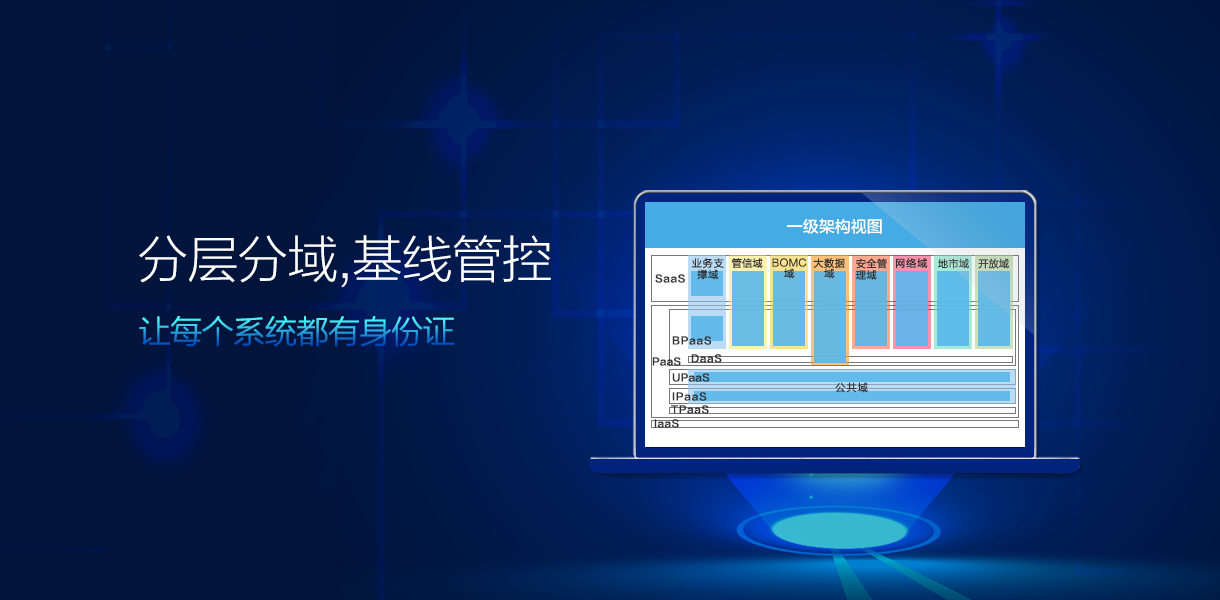 分层分域,基线管控
让每个系统都有身份证
一级架构视图
SaaS
业务支
撑域
管信域
BOMC
域
大数据
域
安全管
理域
网络域
地市域
开放域
BPaaS
PaaS
DaaS
UPaaS
公共域
IPaaS
TPaaS
IaaS